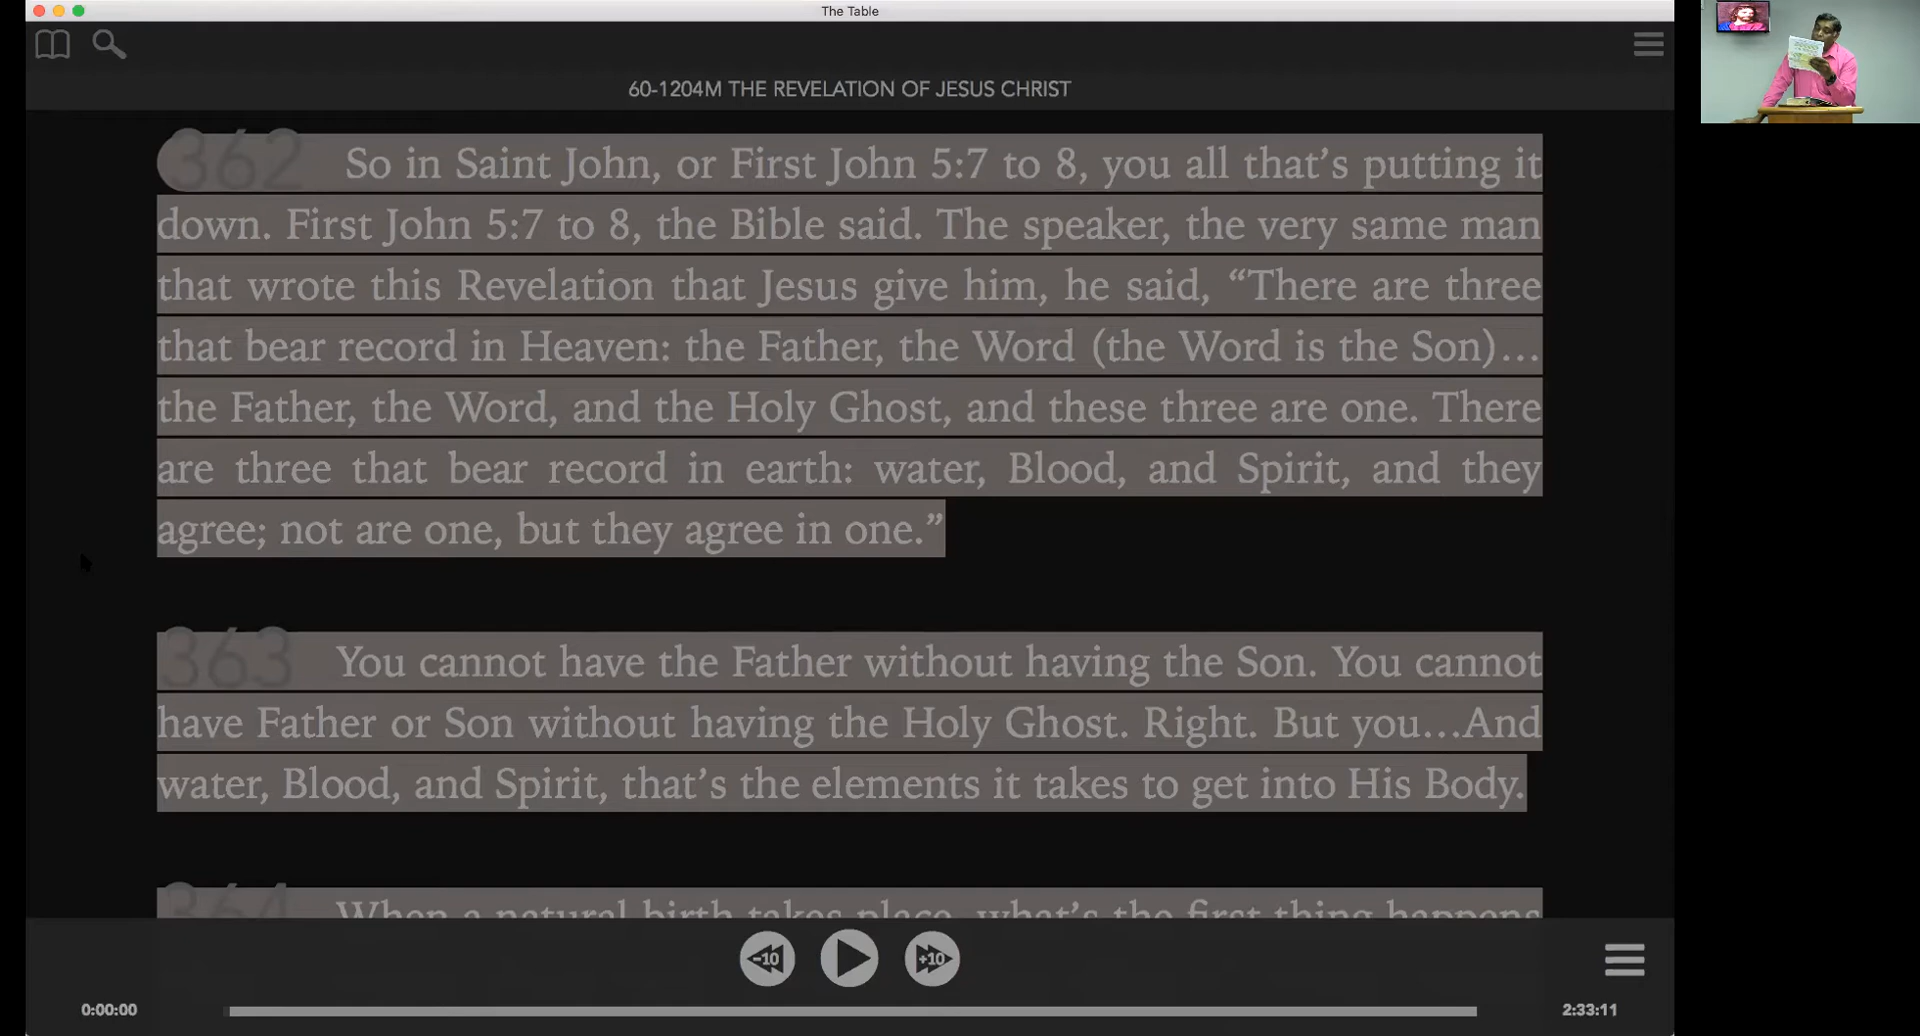 The Table
60-1204M THE REVELATION OF JESUS CHRIST
362 So in Saint John, or First John 5:7 to 8, you all that’s putting it
down. First John 5:7 to 8, the Bible said. The speaker, the very same man
that wrote this Revelation that Jesus give him, he said, “There are three
that bear record in Heaven: the Father, the Word (the Word is the Son)…
the Father, the Word, and the Holy Ghost, and these three are one. There
are three that bear record in earth: water, Blood, and Spirit, and they
agree; not are one, but they agree in one.”
363 You cannot have the Father without having the Son. You cannot
have Father or Son without having the Holy Ghost. Right. But you…And
water, Blood, and Spirit, that’s the elements it takes to get into His Body.
364 When a natural birth takes place, what’s the first thing happens
-10 +10
0:00:00 2:33:11